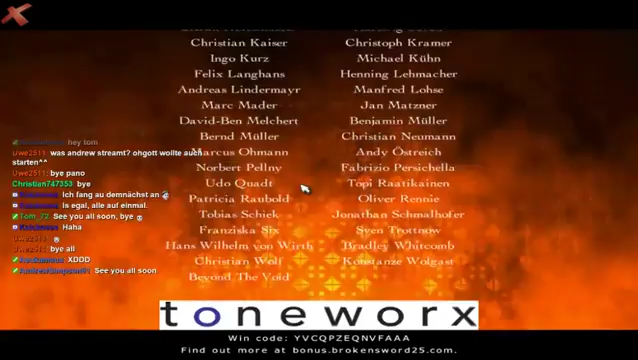 Christian Kaiser Christoph Kramer
Ingo Kurz Michael Kühn
Felix Langhans Henning Lehmacher
Andreas Lindermayr Manfred Lohse
Marc Mader Jan Matzner
David-Ben Melchert Benjamin Müller
Bernd Müller Christian Neumann
Marcus Ohmann Andy Östreich
Norbert Pellny Fabrizio Persichella
Udo Quadt Topi Raatikainen
Patricia Raubold Oliver Rennie
Tobias Schick Jonathan Schmalhofer
Franziska Six Sven Trottnow
Hans Wilhelm von Wirth Bradley Whitcomb
Christian Wolf Konstanze Wolgast
Beyond The Void
hey tom
Uwe2511: was andrew streamt? ohgott wollte auch
starten^^
Uwe2511: bye pano
Christian747353 bye
Ich fang au demnächst an
Is egal, alle auf einmal.
Tom_72: See you all soon, bye
Haha
Uwe2511:
Uwe2511: bye all
XDDD
See you all soon
toneworx
Win code: YVCQPZEQNVFAAA
Find out more at bonus.brokensword25.com.